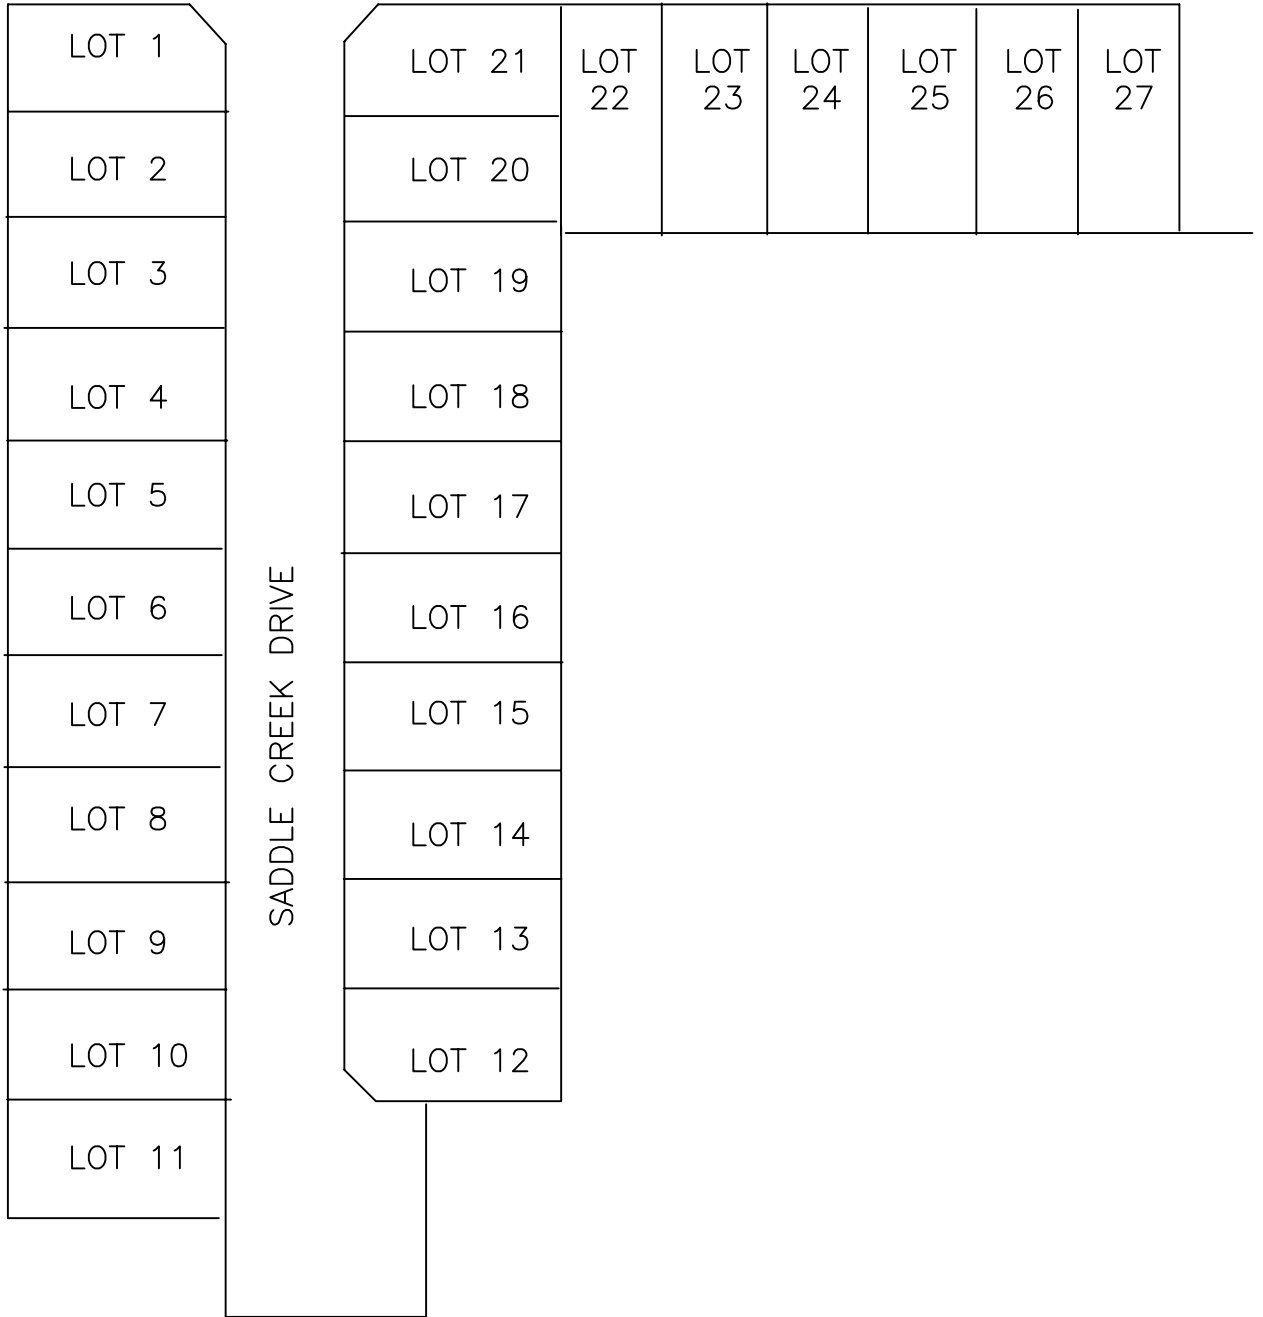 LOT 1
LOT 2
LOT 3
LOT 4
LOT 5
LOT 6
LOT 7
LOT 8
LOT 9
LOT 10
LOT 11
SADDLE CREEK DRIVE
LOT 21
LOT 20
LOT 19
LOT 18
LOT 17
LOT 16
LOT 15
LOT 14
LOT 13
LOT 12
LOT
22
LOT
23
LOT
24
LOT
25
LOT
26
LOT
27